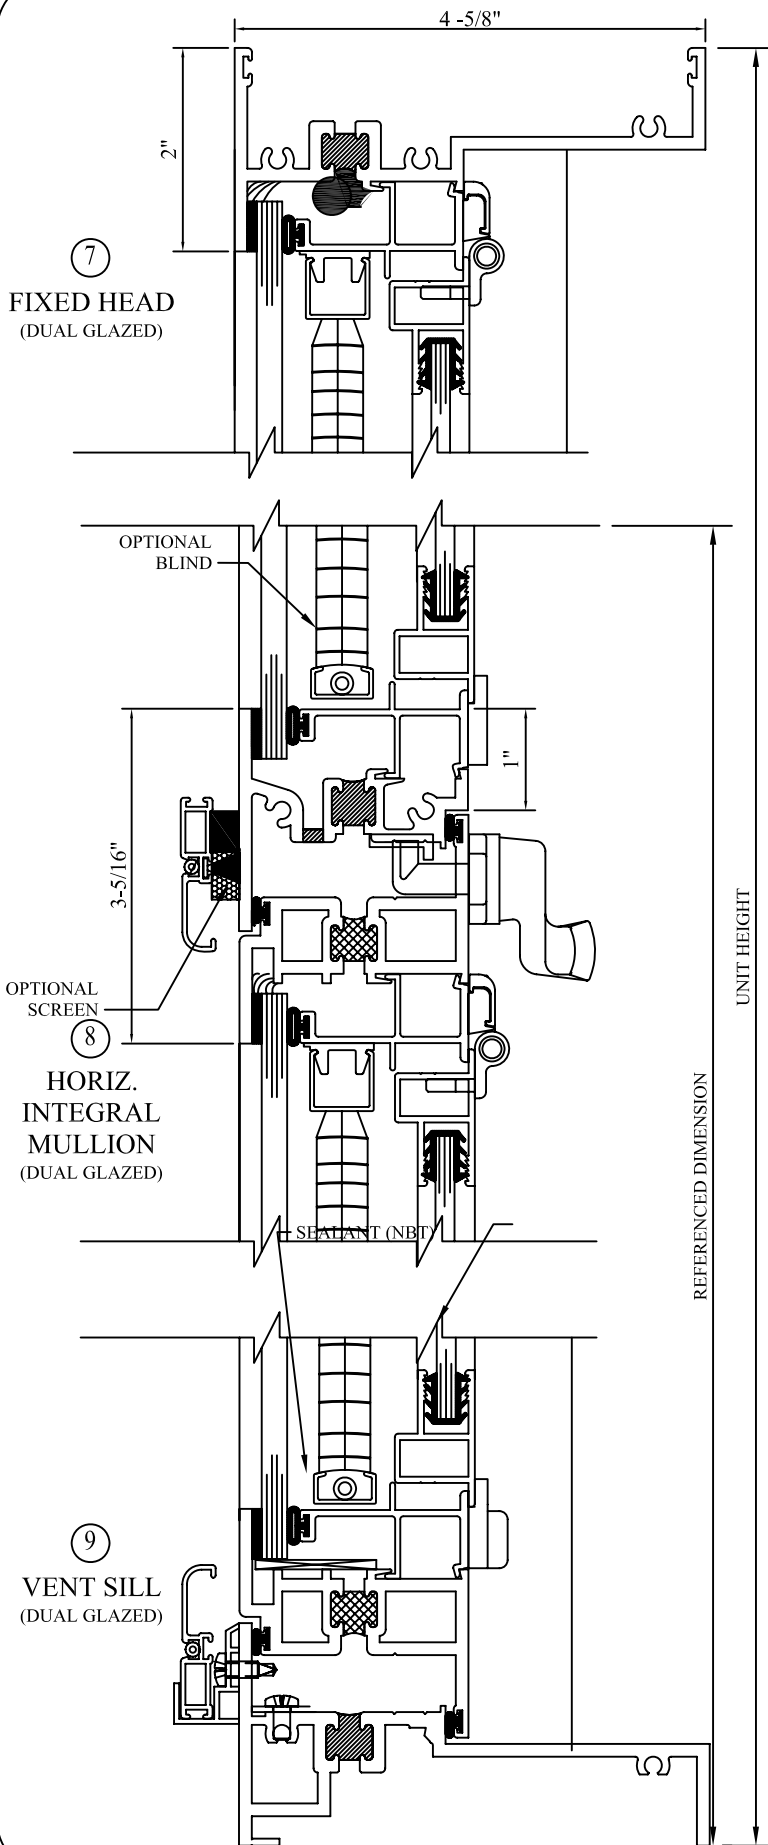 4 -5/8"
2"
7
FIXED HEAD
(DUAL GLAZED)
OPTIONAL
BLIND
1"
3-5/16"
UNIT HEIGHT
OPTIONAL
SCREEN
8
HORIZ.
INTEGRAL
MULLION
(DUAL GLAZED)
REFERENCED DIMENSION
SEALANT (NBT)
9
VENT SILL
(DUAL GLAZED)